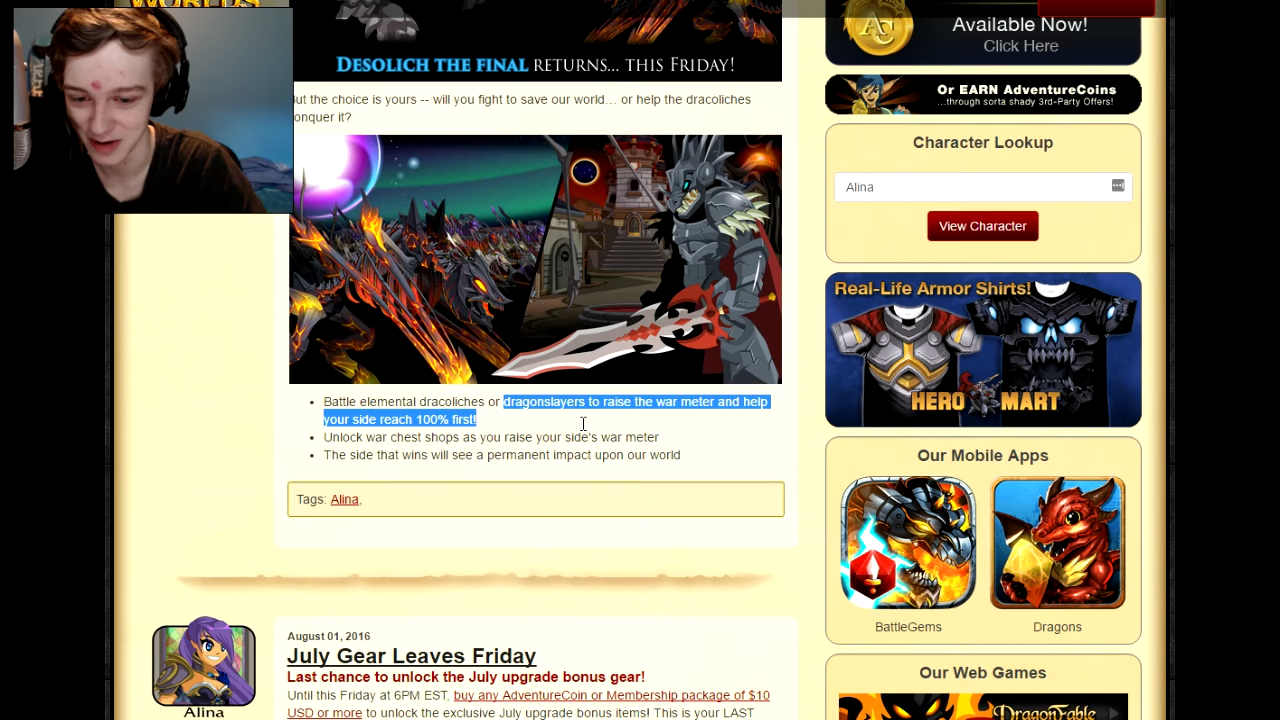 WORLDS
DESOLICH THE FINAL RETURNS... THIS FRIDAY!
ut the choice is yours -- will you fight to save our world... or help the dracoliches
onquer it?
• Battle elemental dracoliches or dragonslayers to raise the war meter and help
your side reach 100% first!
• Unlock war chest shops as you raise your side's war meter
• The side that wins will see a permanent impact upon our world
Tags: Alina,
August 01, 2016
July Gear Leaves Friday
Last chance to unlock the July upgrade bonus gear!
Until this Friday at 6PM EST, buy any AdventureCoin or Membership package of $10
USD or more to unlock the exclusive July upgrade bonus items! This is your LAST
Alina
AC
Available Now!
Click Here
Or EARN AdventureCoins
...through sorta shady 3rd-Party Offers!
Character Lookup
Alina
View Character
Real-Life Armor Shirts!
HERO MART
Our Mobile Apps
BattleGems
Dragons
Our Web Games
DragonFable